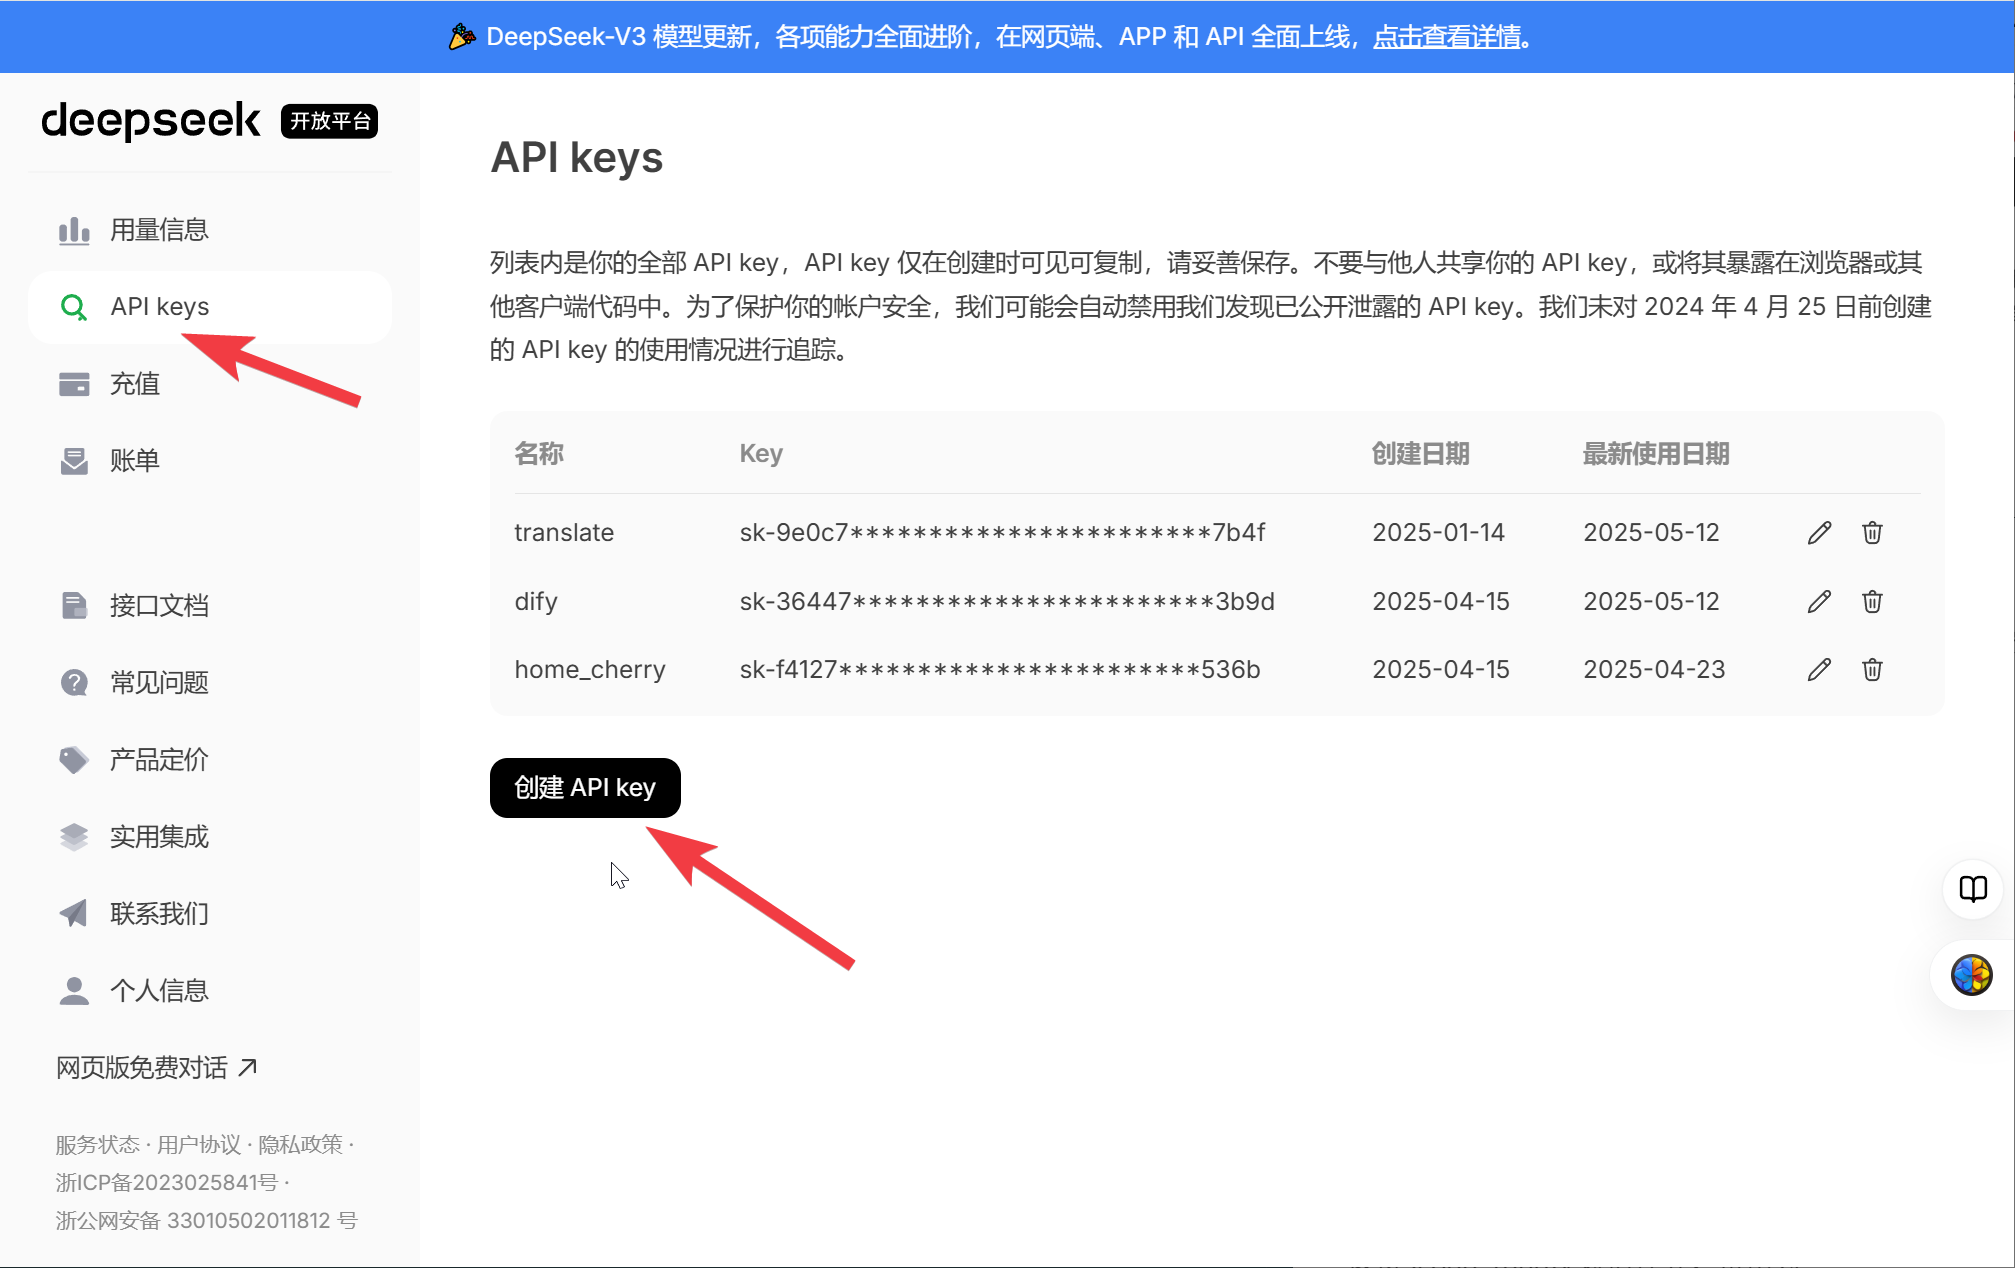 DeepSeek-V3 模型更新，各项能力全面进阶，在网页端、APP 和 API 全面上线，点击查看详情。
deepseek 开放平台
用量信息
API keys
充值
账单
接口文档
常见问题
产品定价
实用集成
联系我们
个人信息
网页版免费对话
服务状态 · 用户协议 · 隐私政策 ·
浙ICP备2023025841号 ·
浙公网安备 33010502011812 号
API keys
列表内是你的全部 API key，API key 仅在创建时可见可复制，请妥善保存。不要与他人共享你的 API key，或将其暴露在浏览器或其
他客户端代码中。为了保护你的帐户安全，我们可能会自动禁用我们发现已公开泄露的 API key。我们未对 2024 年 4 月 25 日前创建
的 API key 的使用情况进行追踪。
名称 Key 创建日期 最新使用日期
translate sk-9e0c7***********************7b4f 2025-01-14 2025-05-12
dify sk-36447***********************3b9d 2025-04-15 2025-05-12
home_cherry sk-f4127***********************536b 2025-04-15 2025-04-23
创建 API key